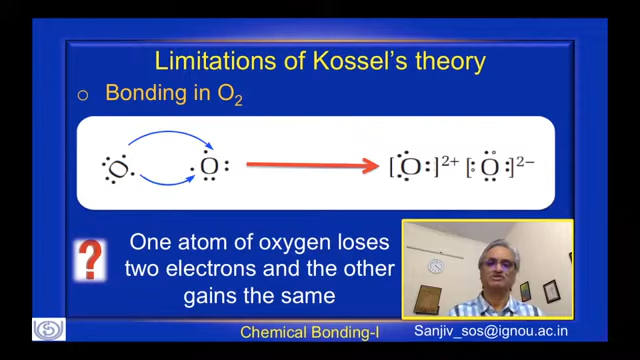 Limitations of Kossel's theory
o Bonding in O₂
O O [ O ]²⁺ [ O ]²⁻
? One atom of oxygen loses
two electrons and the other
gains the same
Chemical Bonding-I Sanjiv_sos@ignou.ac.in